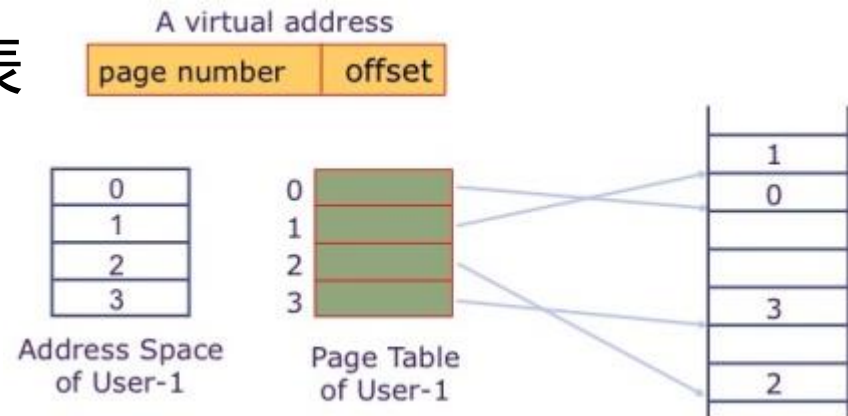 A virtual address
表
page number offset
0
1
2
3
Address Space
of User-1
0
1
2
3
Page Table
of User-1
1
0
3
2